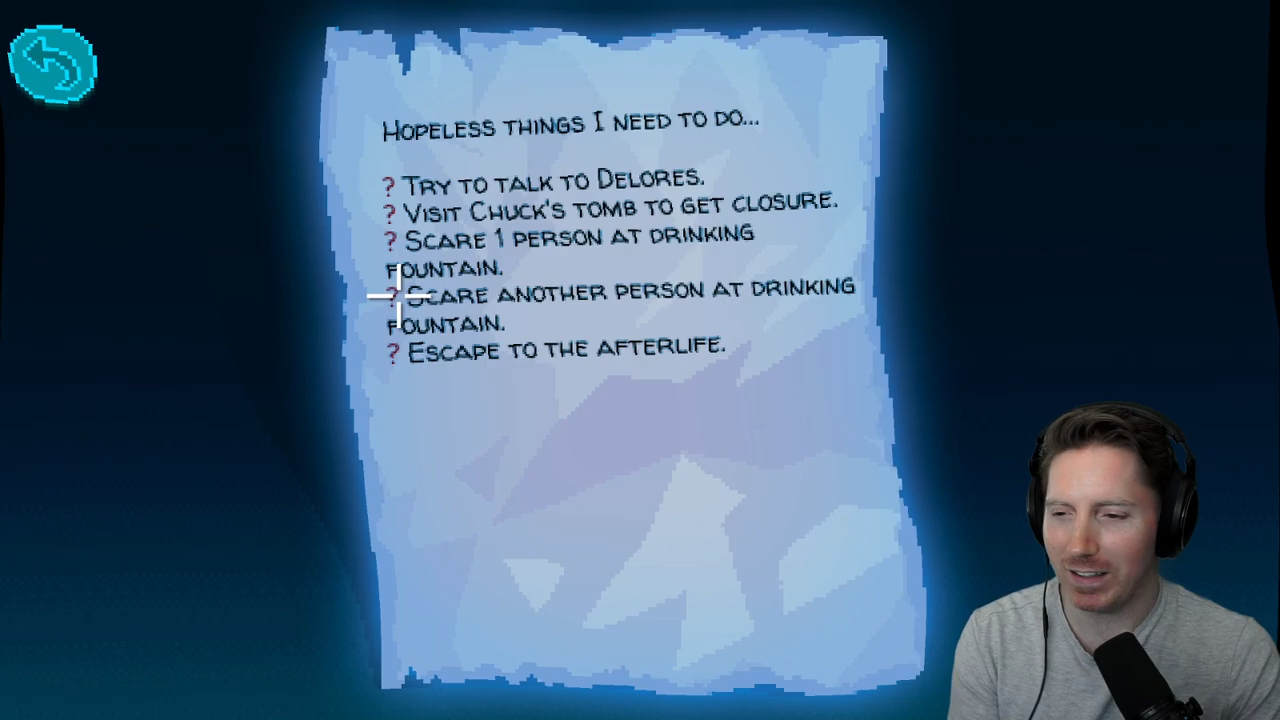 HOPELESS THINGS I NEED TO DO...
? TRY TO TALK TO DELORES.
? VISIT CHUCK'S TOMB TO GET CLOSURE.
? SCARE 1 PERSON AT DRINKING
FOUNTAIN.
? SCARE ANOTHER PERSON AT DRINKING
FOUNTAIN.
? ESCAPE TO THE AFTERLIFE.